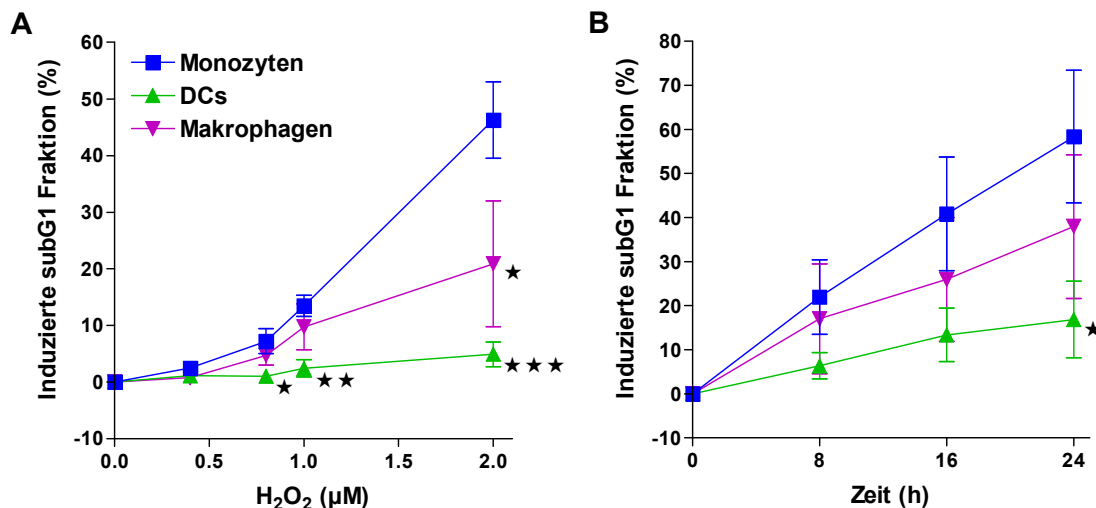 A
Induzierte subG1 Fraktion (%)
60
50
40
30
20
10
0
-10
Monozyten
DCs
Makrophagen
★
★ ★
★ ★ ★
★
0.0 0.5 1.0 1.5 2.0
H₂O₂ (µM)
B
Induzierte subG1 Fraktion (%)
80
70
60
50
40
30
20
10
0
-10
★
0 8 16 24
Zeit (h)